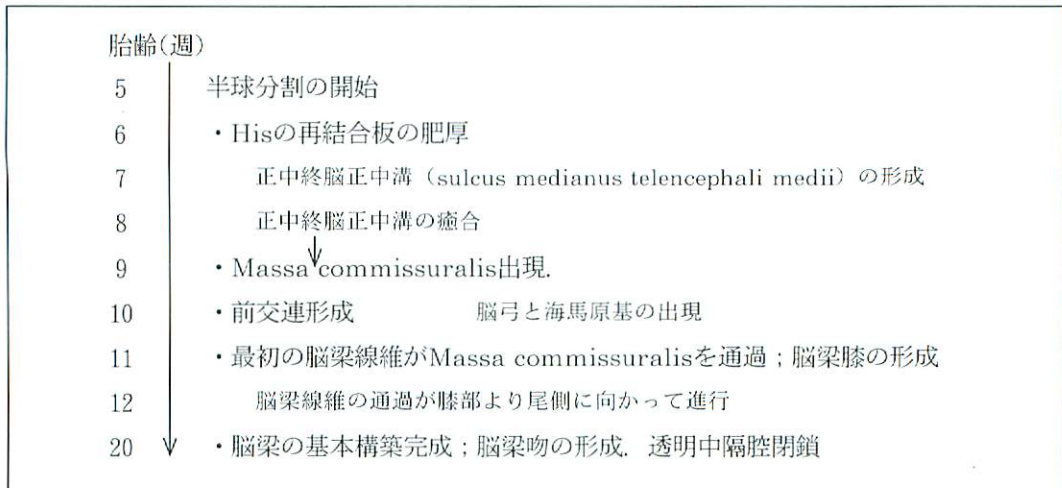 胎齢(週)
5 半球分割の開始
6 ・Hisの再結合板の肥厚
7 正中終脳正中溝（sulcus medianus telencephali medii）の形成
8 正中終脳正中溝の癒合
9 ・Massa commissuralis出現.
10 ・前交連形成 脳弓と海馬原基の出現
11 ・最初の脳梁線維がMassa commissuralisを通過；脳梁膝の形成
12 脳梁線維の通過が膝部より尾側に向かって進行
20 ・脳梁の基本構築完成；脳梁吻の形成. 透明中隔腔閉鎖